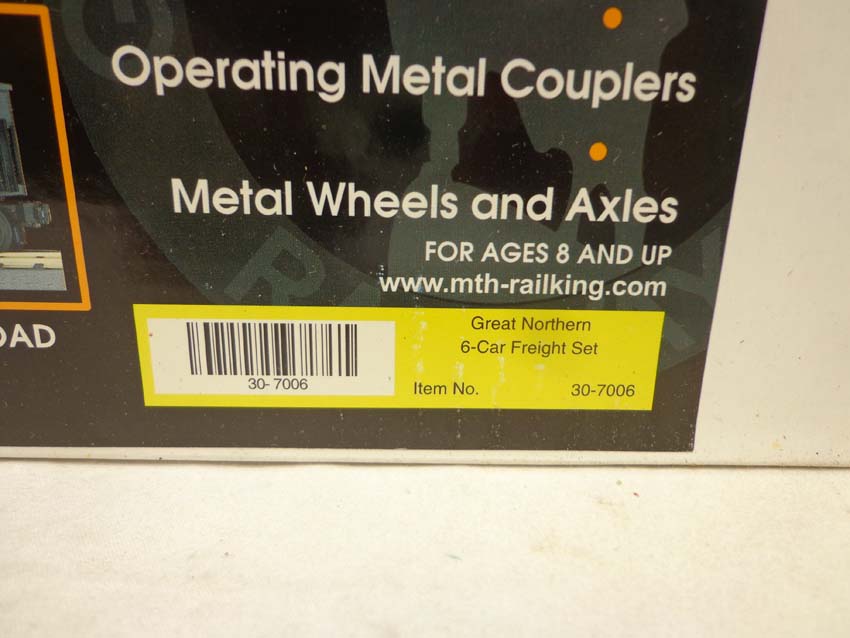 Operating Metal Couplers
Metal Wheels and Axles
FOR AGES 8 AND UP
www.mth-railking.com
OAD
30-7006
Great Northern
6-Car Freight Set
Item No. 30-7006